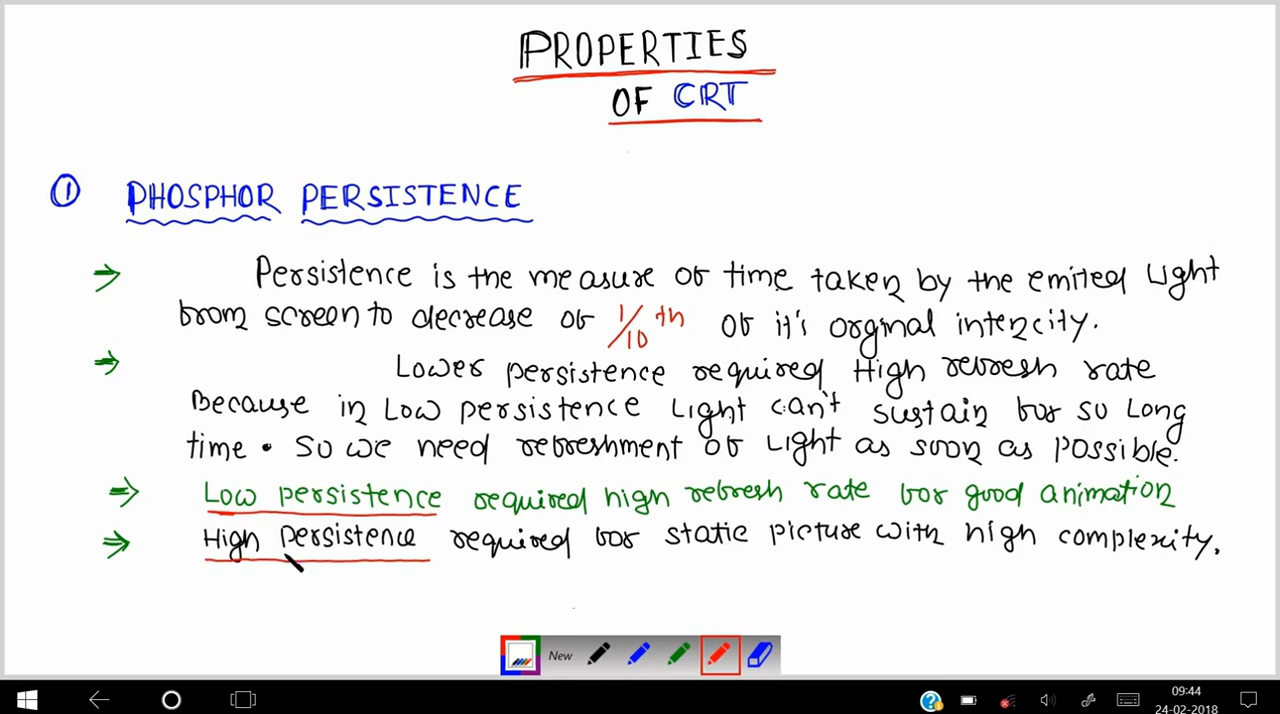 PROPERTIES
OF CRT
① PHOSPHOR PERSISTENCE
⇒ Persistence is the measure of time taken by the emitted Light
from screen to decrease of 1/10 th of it's orginal intencity.
⇒ Lower persistence required High refresh rate
Because in Low persistence Light can't sustain for so Long
time. So we need refreshment of Light as soon as possible.
⇒ Low persistence required high refresh rate for good animation
⇒ High Persistence required for static picture with high complexity.
New
09:44
24-02-2018